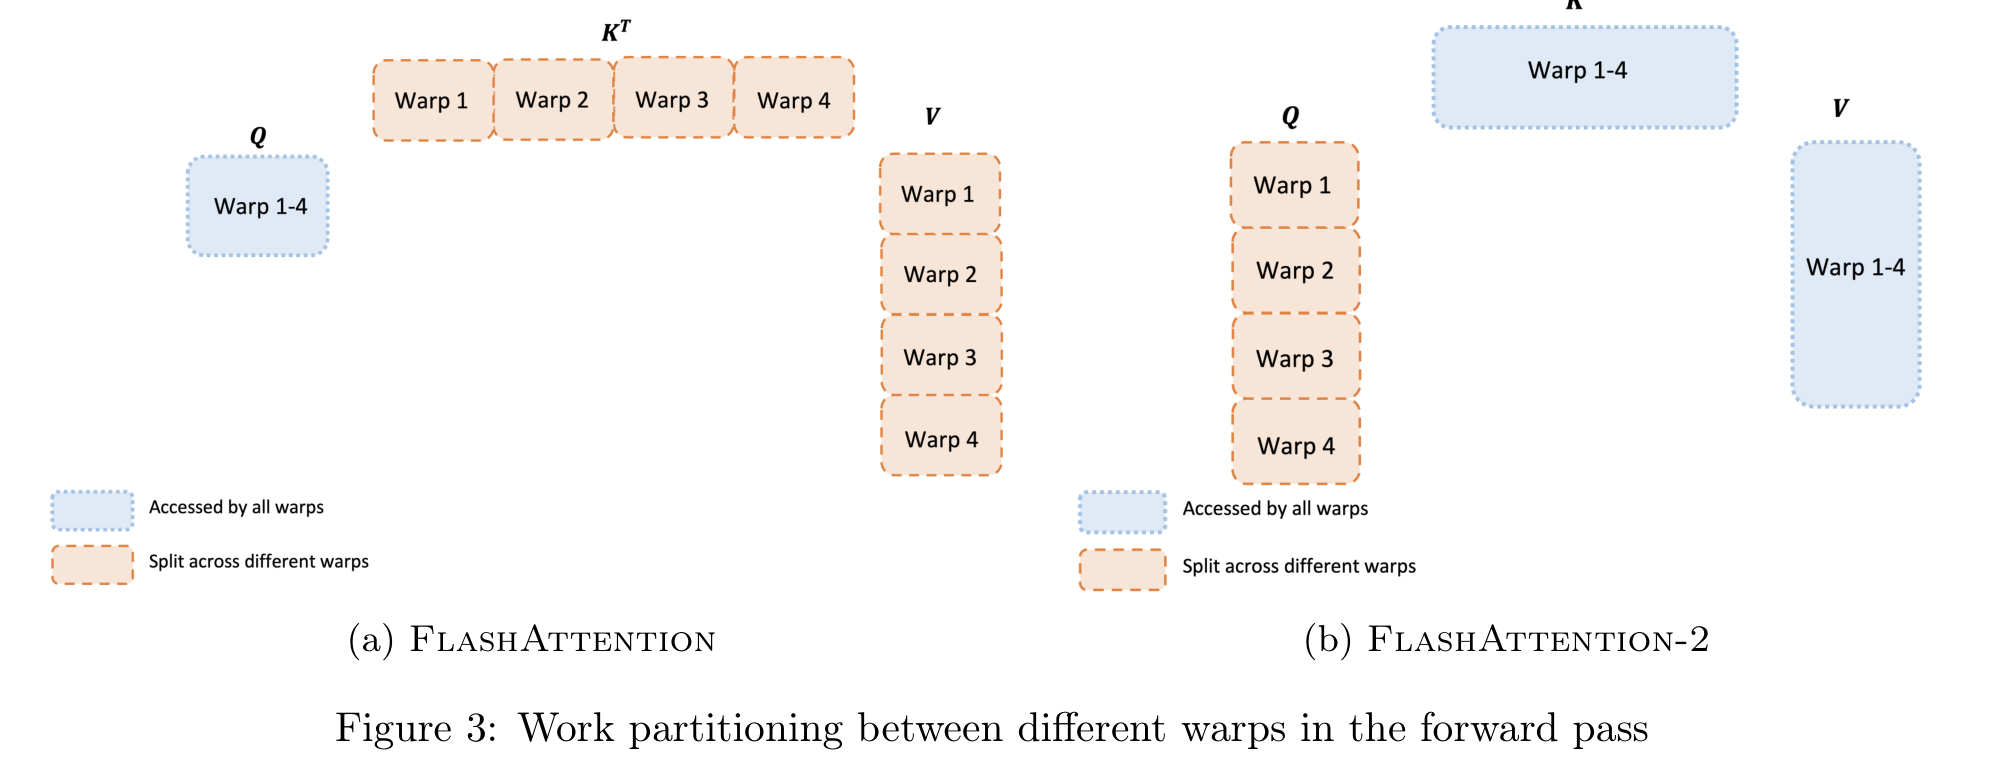 K^T
Warp 1 Warp 2 Warp 3 Warp 4
Q
Warp 1-4
V
Warp 1
Warp 2
Warp 3
Warp 4
Accessed by all warps
Split across different warps
(a) FLASHATTENTION
K
Warp 1-4
Q
Warp 1
Warp 2
Warp 3
Warp 4
V
Warp 1-4
Accessed by all warps
Split across different warps
(b) FLASHATTENTION-2
Figure 3: Work partitioning between different warps in the forward pass